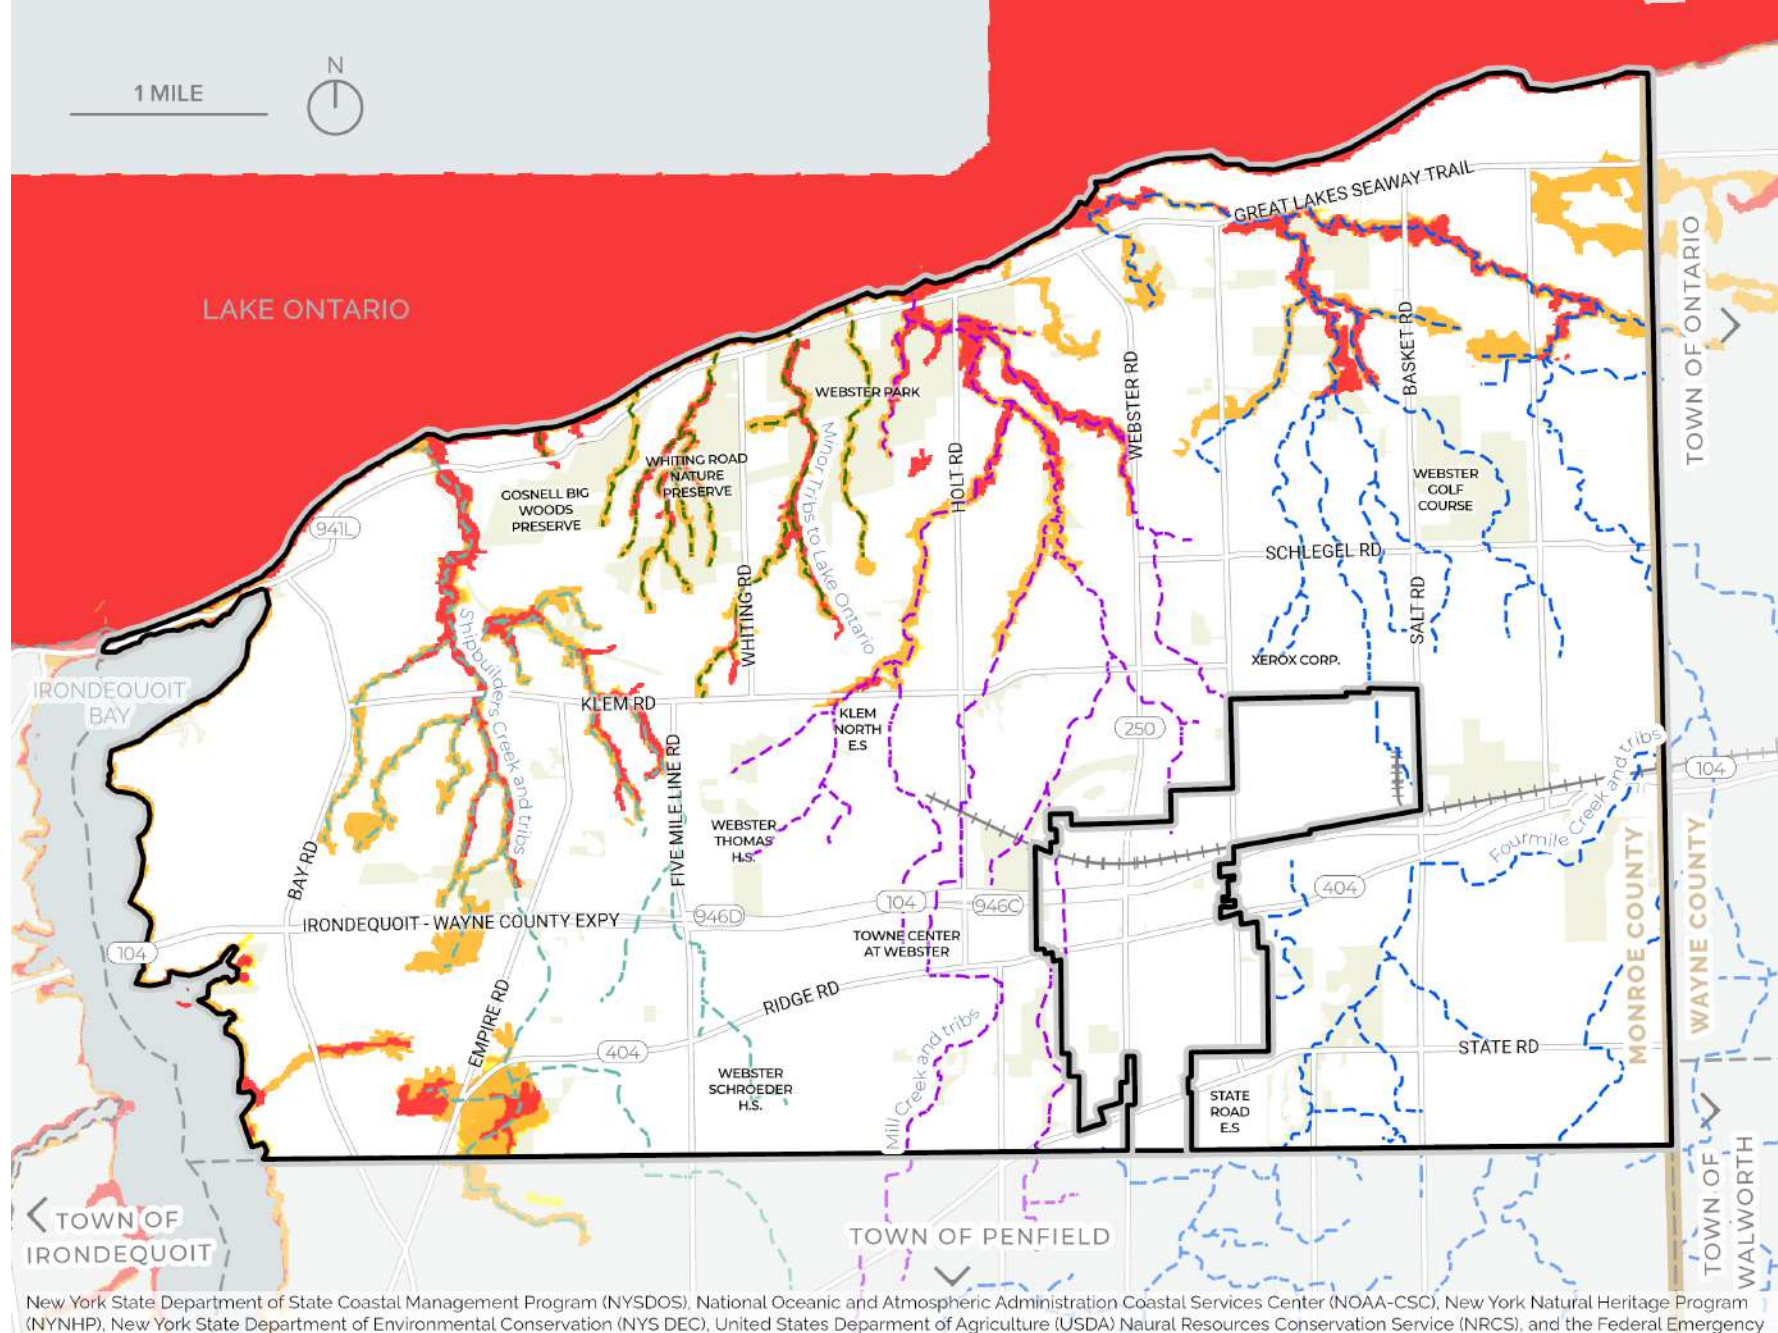 N
1 MILE
LAKE ONTARIO
GREAT LAKES SEAWAY TRAIL
TOWN OF ONTARIO
WEBSTER PARK
WEBSTER RD
BASKET RD
HOLT RD
Minor Tribs to Lake Ontario
WHITING ROAD
NATURE
PRESERVE
GOSNELL BIG
WOODS
PRESERVE
941L
WEBSTER
GOLF
COURSE
SCHLEGEL RD
SALT RD
WHITING RD
Shipbuilders Creek and tribs
XEROX CORP.
IRONDEQUOIT
BAY
KLEM RD
KLEM
NORTH
E.S
250
FIVE MILE LINE RD
Fourmile Creek and tribs
104
WEBSTER
THOMAS
H.S.
BAY RD
MONROE COUNTY
WAYNE COUNTY
404
104
946C
946D
IRONDEQUOIT - WAYNE COUNTY EXPY
TOWNE CENTER
AT WEBSTER
104
RIDGE RD
EMPIRE RD
404
Mill Creek and tribs
STATE RD
WEBSTER
SCHROEDER
H.S.
STATE
ROAD
E.S
TOWN OF
WALWORTH
TOWN OF
IRONDEQUOIT
TOWN OF PENFIELD
New York State Department of State Coastal Management Program (NYSDOS), National Oceanic and Atmospheric Administration Coastal Services Center (NOAA-CSC), New York Natural Heritage Program
(NYNHP), New York State Department of Environmental Conservation (NYS DEC), United States Deparment of Agriculture (USDA) Naural Resources Conservation Service (NRCS), and the Federal Emergency